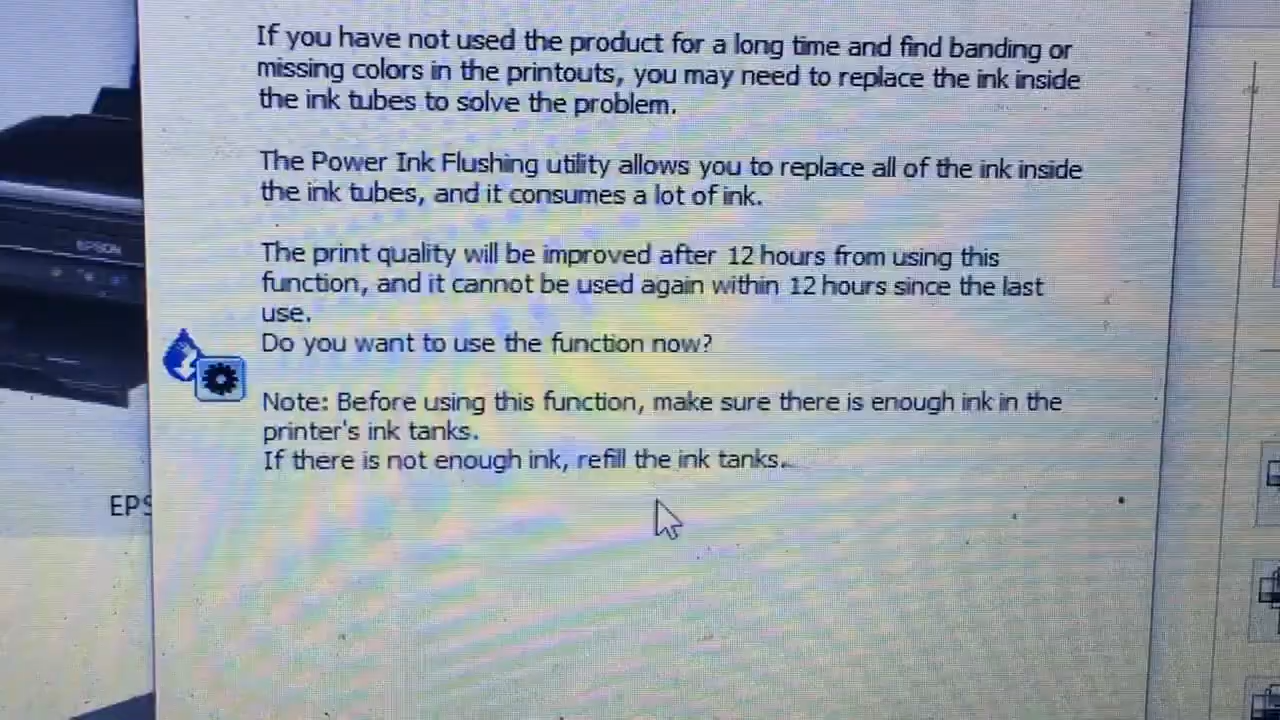 If you have not used the product for a long time and find banding or
missing colors in the printouts, you may need to replace the ink inside
the ink tubes to solve the problem.
The Power Ink Flushing utility allows you to replace all of the ink inside
the ink tubes, and it consumes a lot of ink.
EPSON
The print quality will be improved after 12 hours from using this
function, and it cannot be used again within 12 hours since the last
use.
Do you want to use the function now?
Note: Before using this function, make sure there is enough ink in the
printer's ink tanks.
If there is not enough ink, refill the ink tanks.
EPS